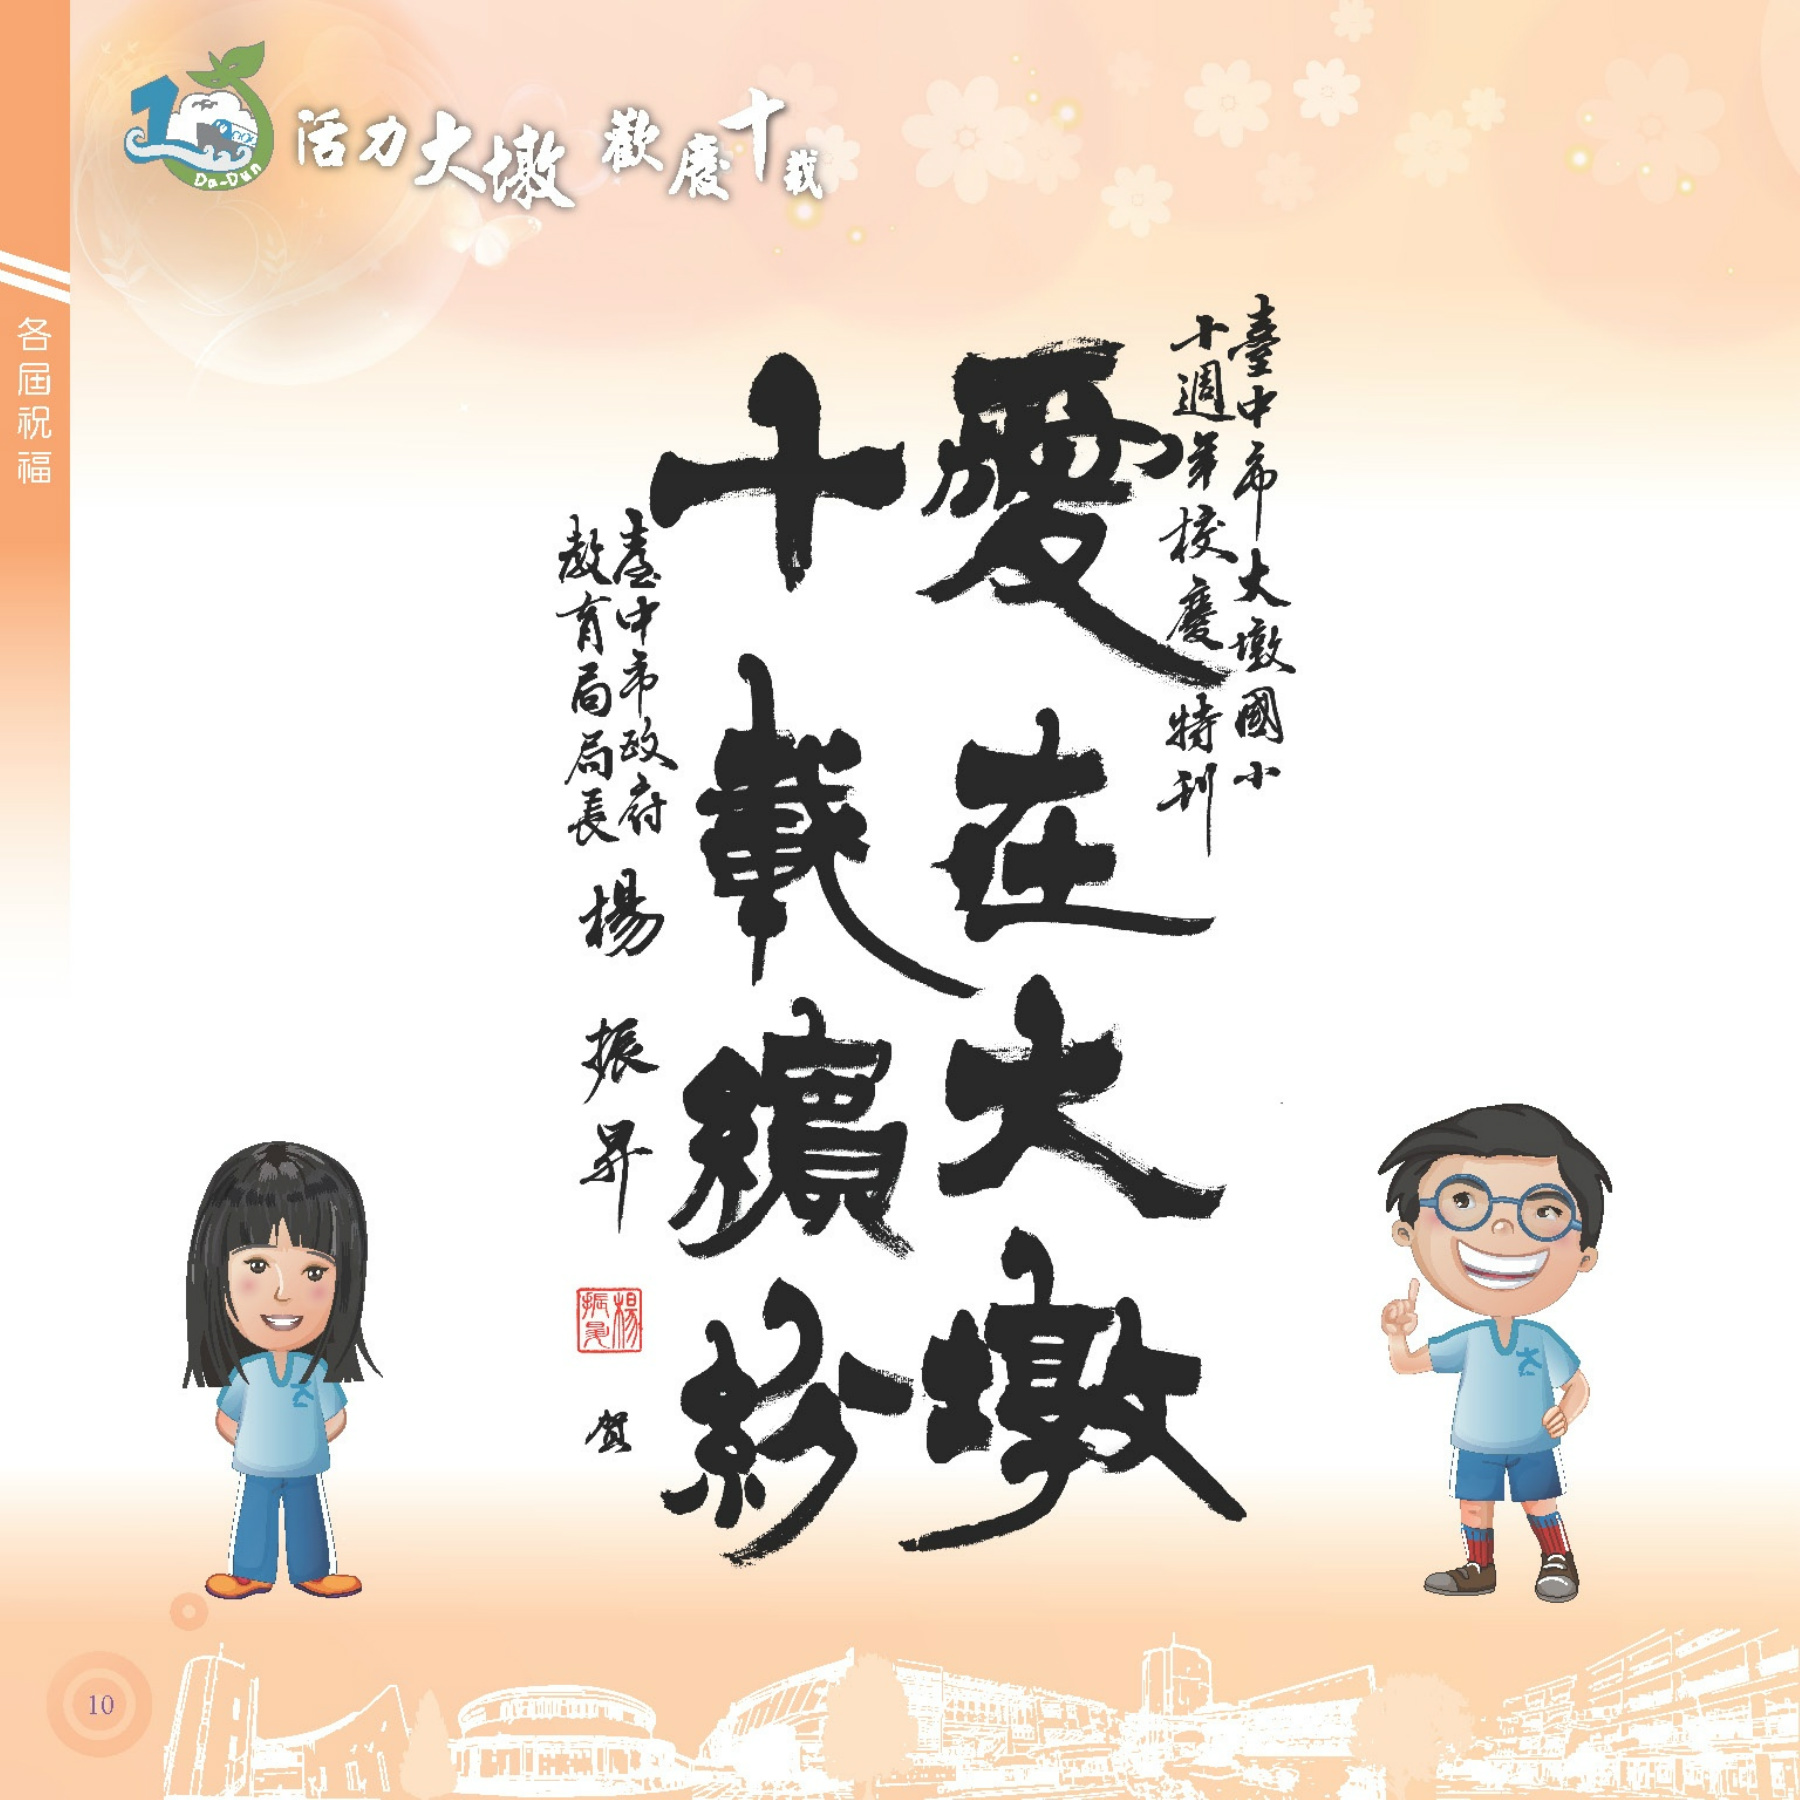 活力大墩 歡慶十載
Da-Dun
各屆祝福
臺中市大墩國小
十週年校慶特刊
愛在大墩
十載繽紛
臺中市政府
教育局局長 楊振昇
楊振昇
賀
10